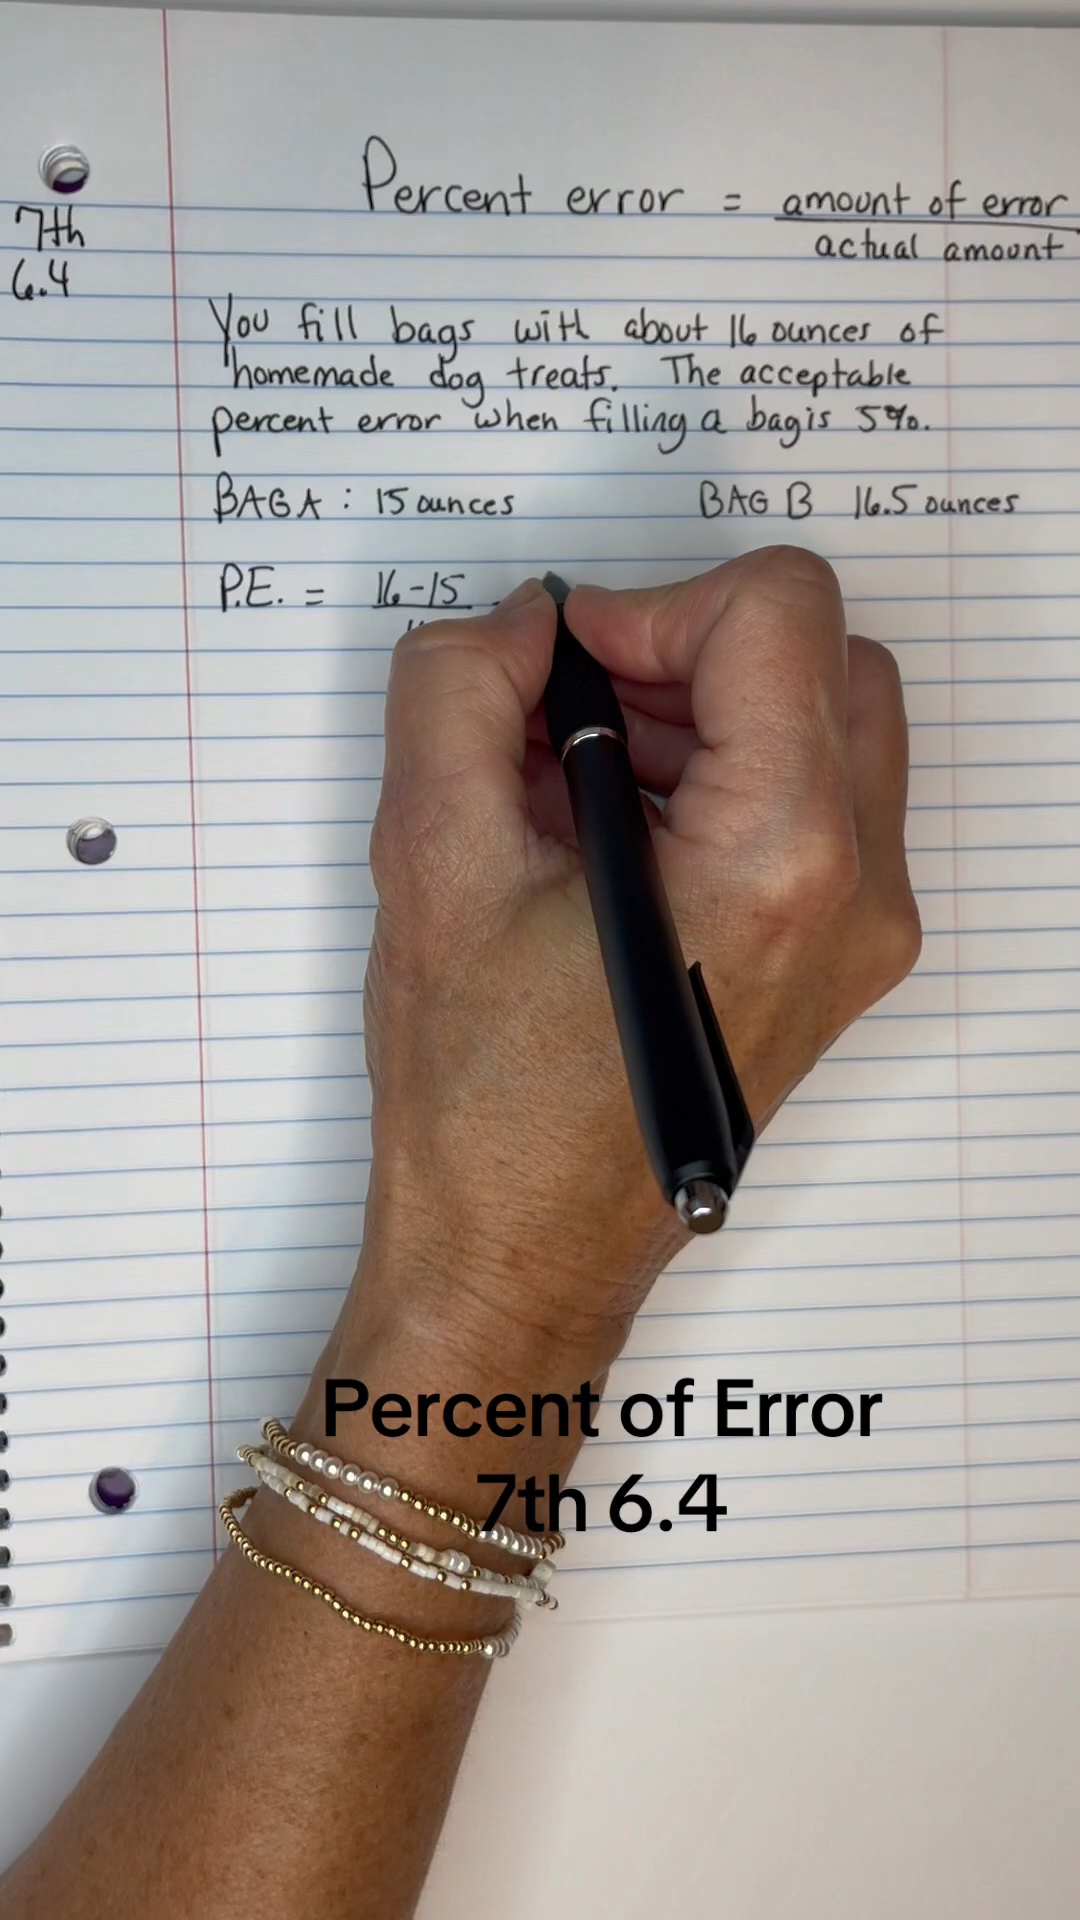 Percent error = amount of error
actual amount
7th
6.4
You fill bags with about 16 ounces of
homemade dog treats. The acceptable
percent error when filling a bag is 5%.
BAG A : 15 ounces BAG B 16.5 ounces
P.E. = 16-15
Percent of Error
7th 6.4